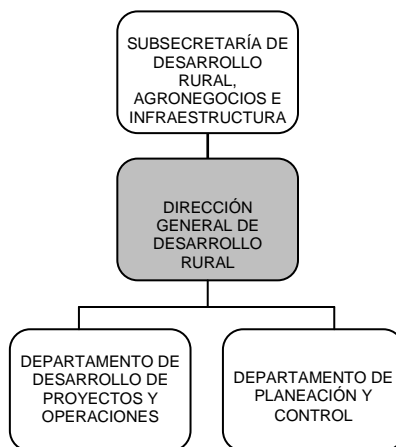 SUBSECRETARÍA DE
DESARROLLO
RURAL,
AGRONEGOCIOS E
INFRAESTRUCTURA
DIRECCIÓN
GENERAL DE
DESARROLLO
RURAL
DEPARTAMENTO DE
DESARROLLO DE
PROYECTOS Y
OPERACIONES
DEPARTAMENTO DE
PLANEACIÓN Y
CONTROL